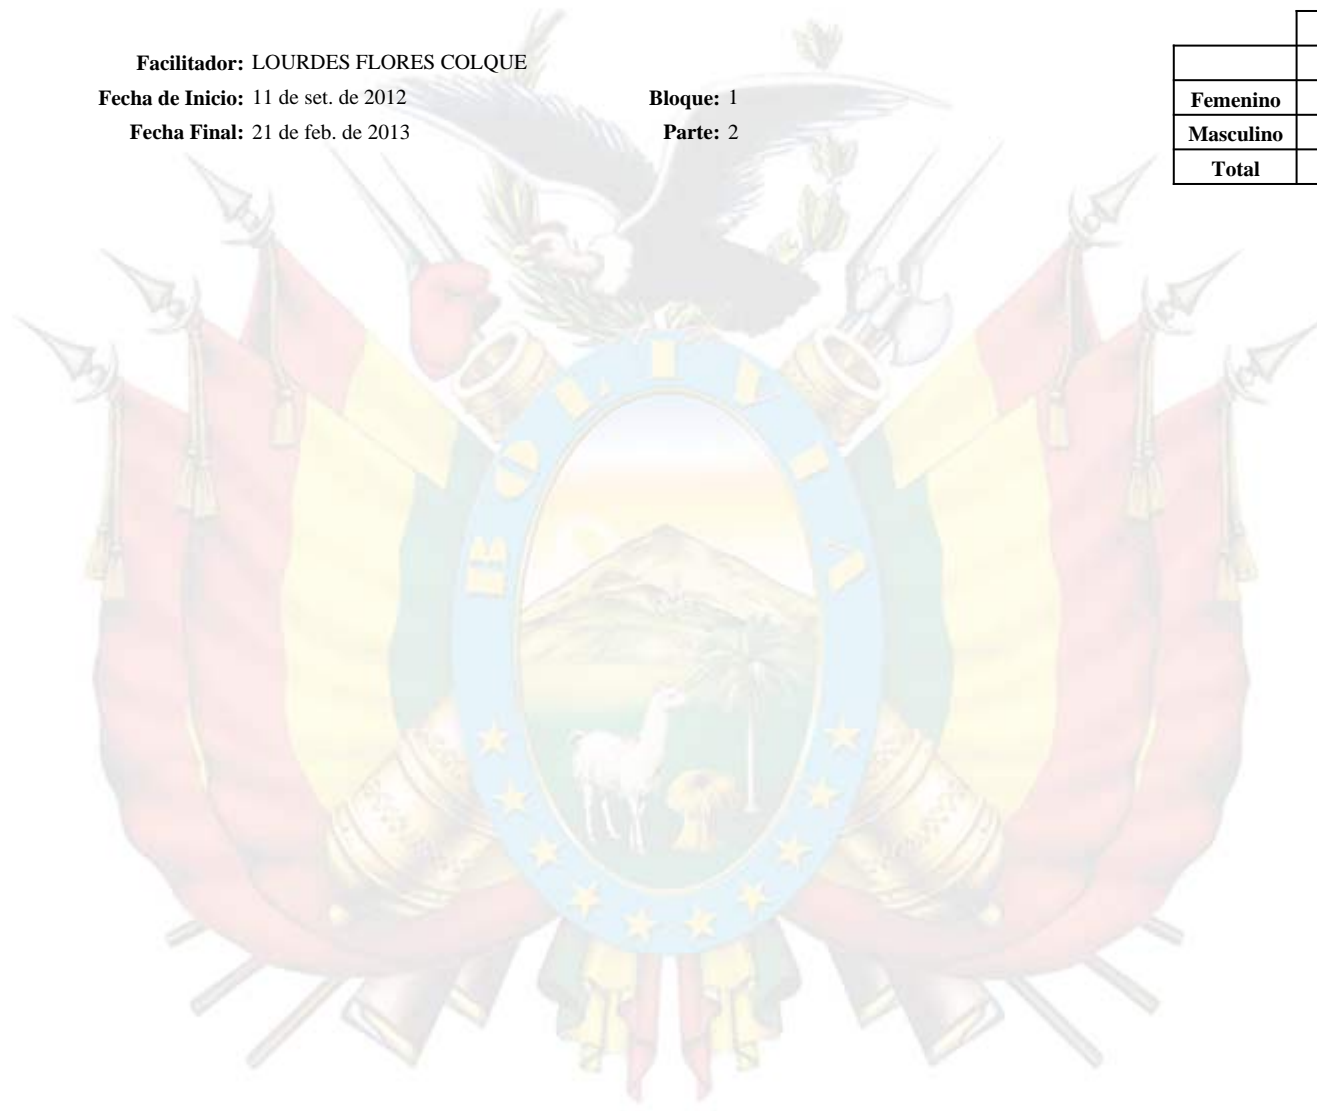 Facilitador: LOURDES FLORES COLQUE
Fecha de Inicio: 11 de set. de 2012 Bloque: 1
Fecha Final: 21 de feb. de 2013 Parte: 2
Femenino
Masculino
Total
BOLIVIA